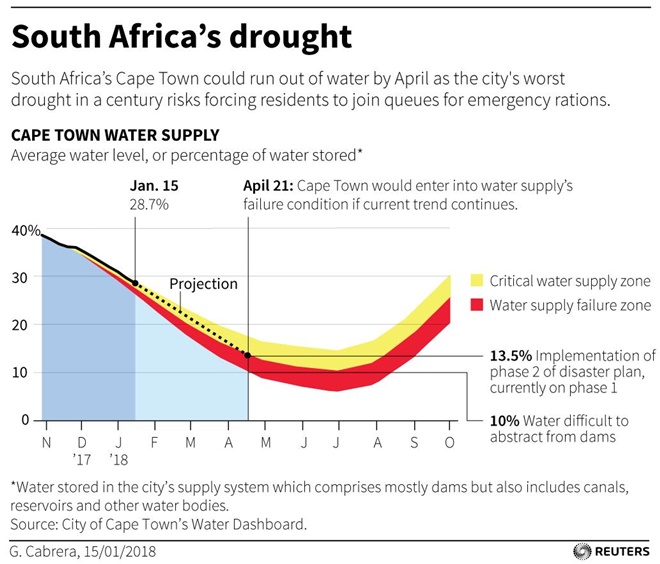 South Africa’s drought
South Africa’s Cape Town could run out of water by April as the city's worst
drought in a century risks forcing residents to join queues for emergency rations.
CAPE TOWN WATER SUPPLY
Average water level, or percentage of water stored*
Jan. 15
28.7%
Apil 21: Cape Town would enter into water supply’s
failure condition if current trend continues.
40%
30
20
10
0
Projection
Critical water supply zone
Water supply failure zone
13.5% Implementation of
phase 2 of disaster plan,
currently on phase 1
10% Water difficult to
abstract from dams
N D J F M A M J J A S O
’17 ’18
*Water stored in the city’s supply system which comprises mostly dams but also includes canals,
reservoirs and other water bodies.
Source: City of Cape Town’s Water Dashboard.
G. Cabrera, 15/01/2018
REUTERS